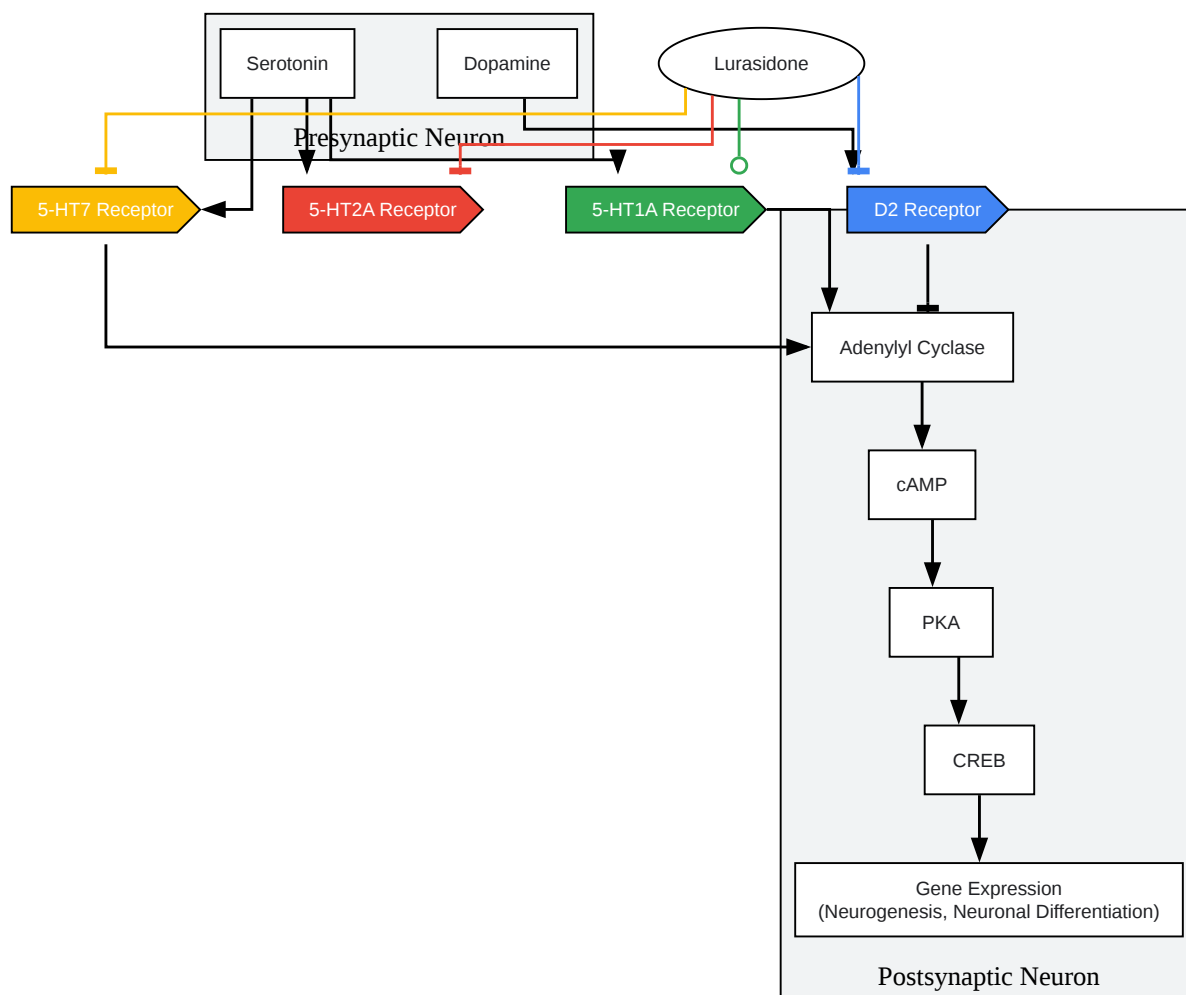 Serotonin
Dopamine
Lurasidone
Presynaptic Neuron
5-HT7 Receptor
5-HT2A Receptor
5-HT1A Receptor
D2 Receptor
Adenylyl Cyclase
cAMP
PKA
CREB
Gene Expression
(Neurogenesis, Neuronal Differentiation)
Postsynaptic Neuron